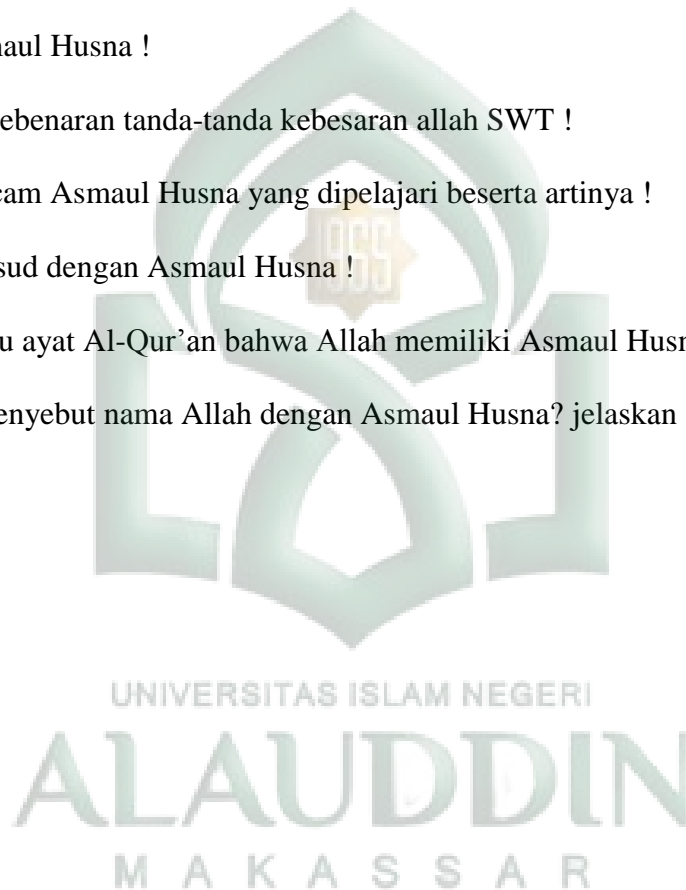 maul Husna !
ebenaran tanda-tanda kebesaran allah SWT !
cam Asmaul Husna yang dipelajari beserta artinya !
sud dengan Asmaul Husna !
u ayat Al-Qur’an bahwa Allah memiliki Asmaul Husn
enyebut nama Allah dengan Asmaul Husna? jelaskan
1965
UNIVERSITAS ISLAM NEGERI
ALAUDDIN
MAKASSAR